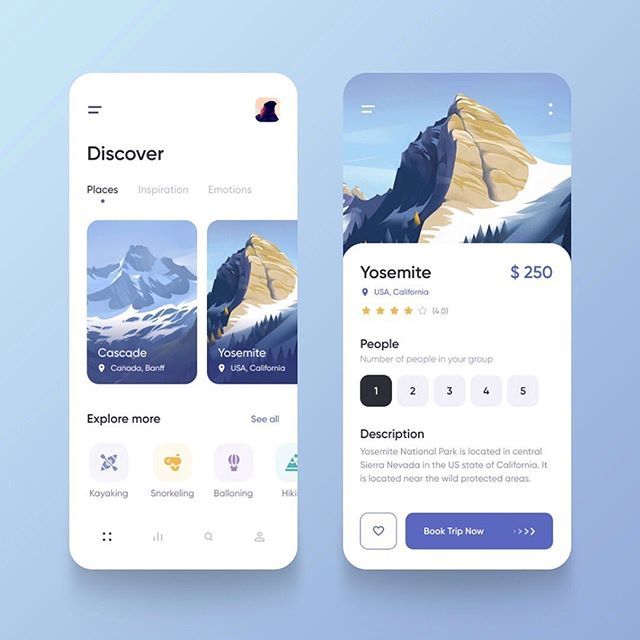 Discover
Places Inspiration Emotions
Cascade
Canada, Banff
Yosemite
USA, California
Explore more See all
Kayaking Snorkeling Ballooning Hiki
Yosemite $ 250
USA, California
(4.0)
People
Number of people in your group
1 2 3 4 5
Description
Yosemite National Park is located in central
Sierra Nevada in the US state of California. It
is located near the wild protected areas.
Book Trip Now